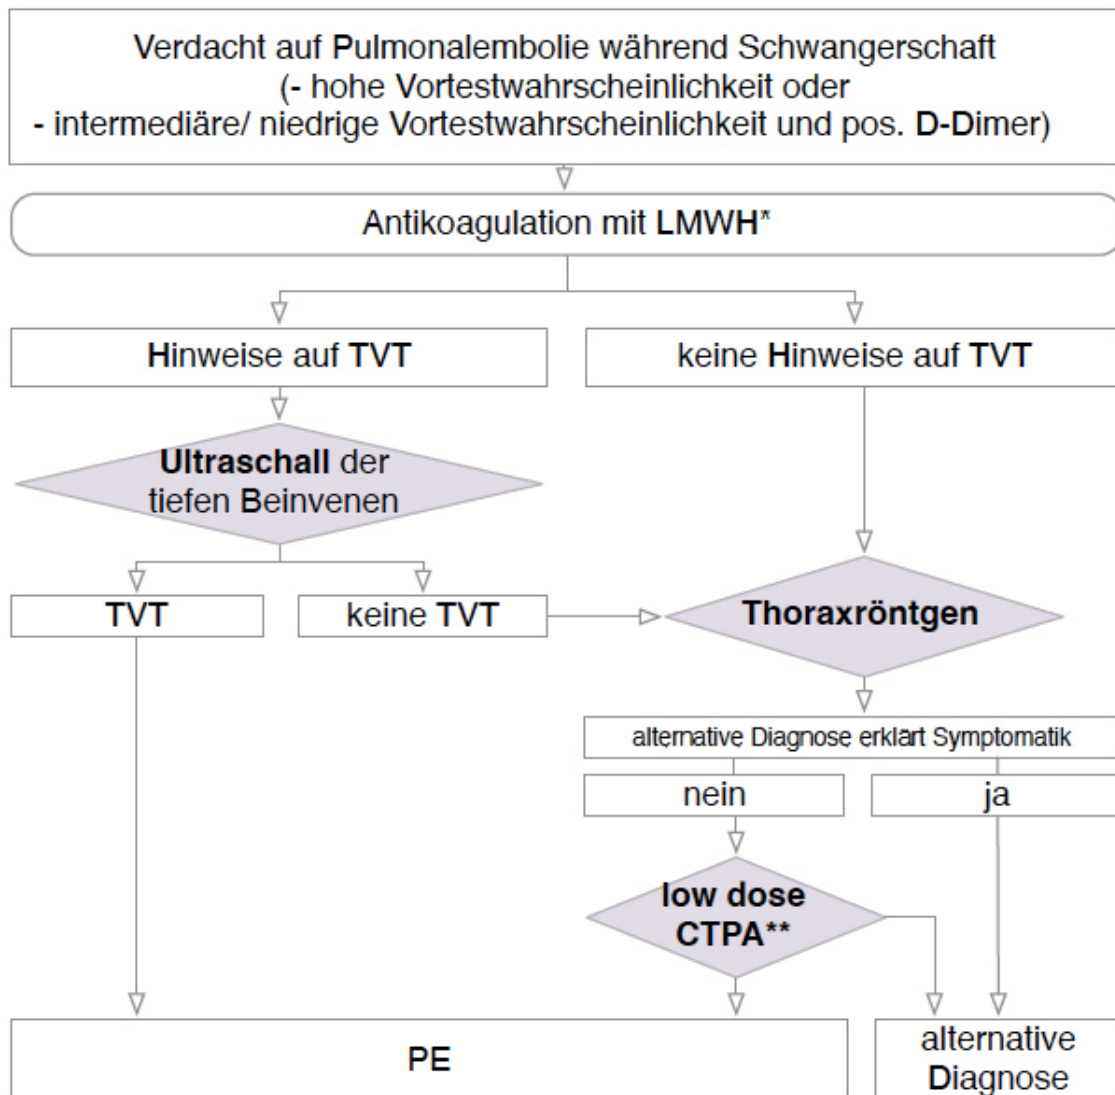 Verdacht auf Pulmonalembolie während Schwangerschaft
(- hohe Vortestwahrscheinlichkeit oder
- intermediäre/ niedrige Vortestwahrscheinlichkeit und pos. D-Dimer)
Antikoagulation mit LMWH*
Hinweise auf TVT
keine Hinweise auf TVT
Ultraschall der
tiefen Beinvenen
TVT
keine TVT
Thoraxröntgen
alternative Diagnose erklärt Symptomatik
nein
ja
low dose
CTPA**
PE
alternative
Diagnose